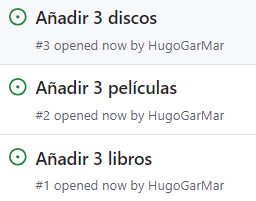 Añadir 3 discos
#3 opened now by HugoGarMar
Añadir 3 películas
#2 opened now by HugoGarMar
Añadir 3 libros
#1 opened now by HugoGarMar